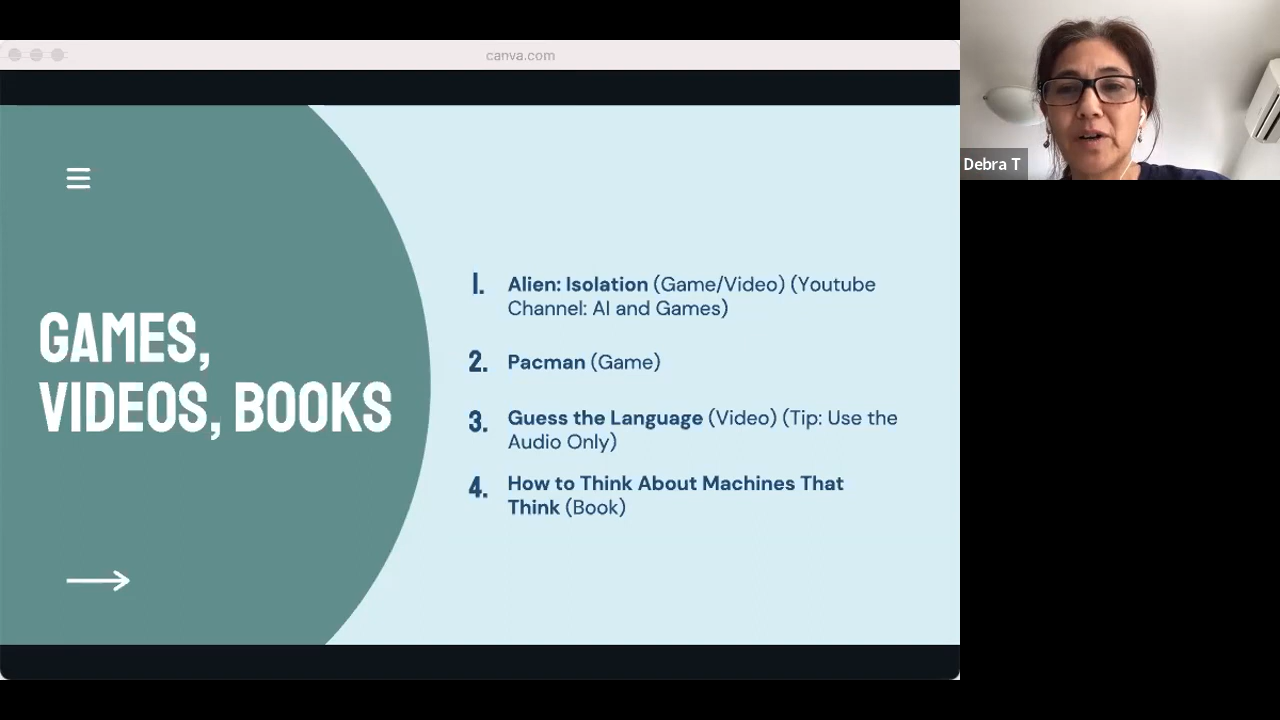 canva.com
GAMES,
VIDEOS, BOOKS
1. Alien: Isolation (Game/Video) (Youtube
Channel: AI and Games)
2. Pacman (Game)
3. Guess the Language (Video) (Tip: Use the
Audio Only)
4. How to Think About Machines That
Think (Book)
Debra T